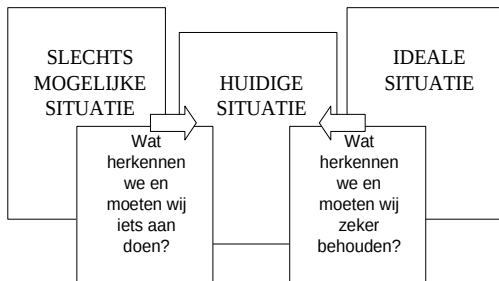 SLECHTS
MOGELIJKE
SITUATIE
HUIDIGE
SITUATIE
IDEALE
SITUATIE
Wat
herkennen
we en
moeten wij
iets aan
doen?
Wat
herkennen
we en
moeten wij
zeker
behouden?